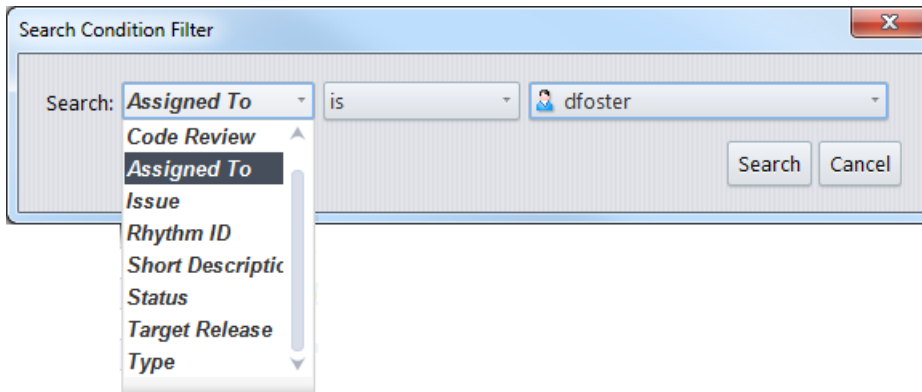 Search Condition Filter
Search: Assigned To is dfoster
Code Review
Assigned To
Search Cancel
Issue
Rhythm ID
Short Descriptic
Status
Target Release
Type